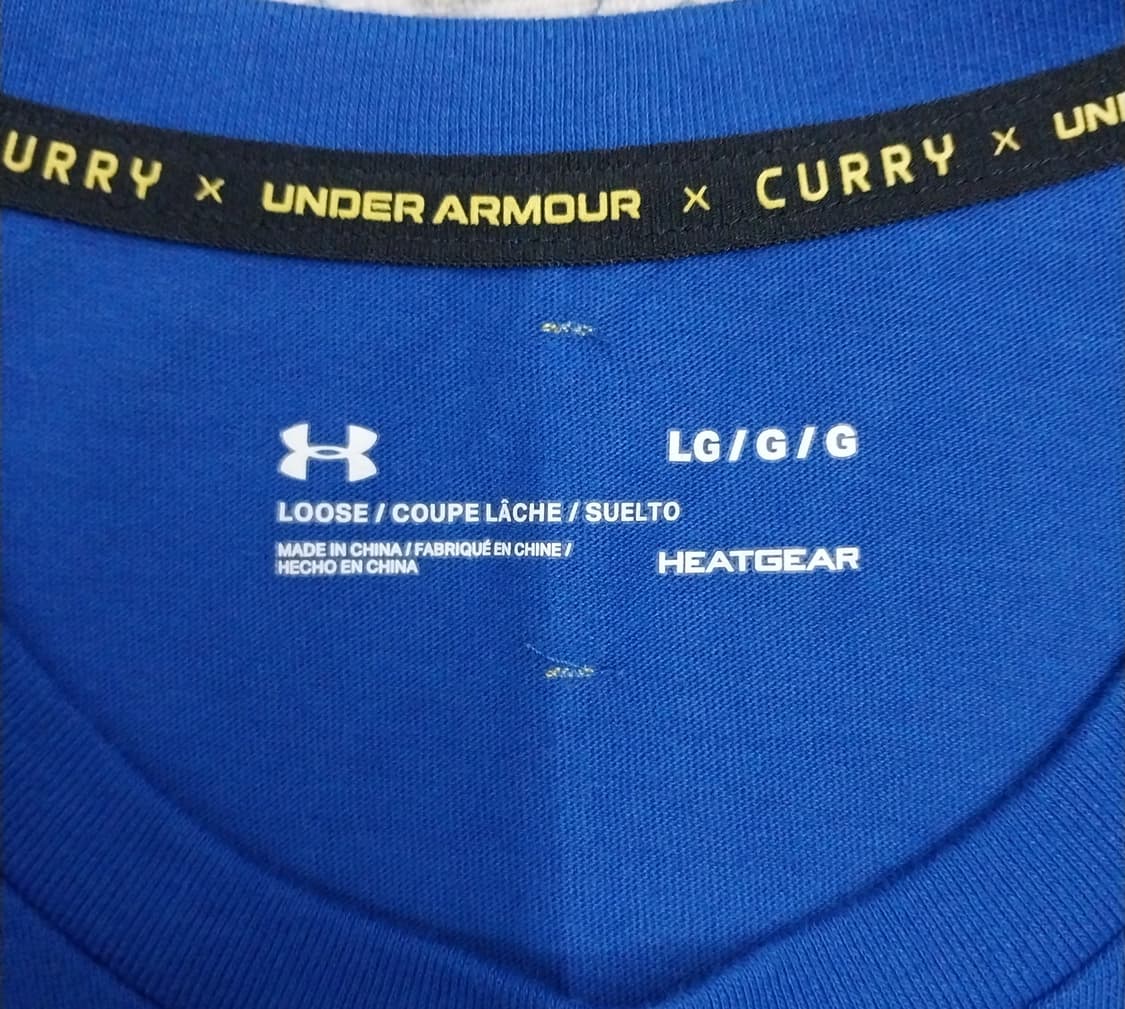 URRY × UNDER ARMOUR × CURRY × UN
LG / G / G
LOOSE / COUPE LÂCHE / SUELTO
MADE IN CHINA / FABRIQUÉ EN CHINE /
HECHO EN CHINA
HEATGEAR